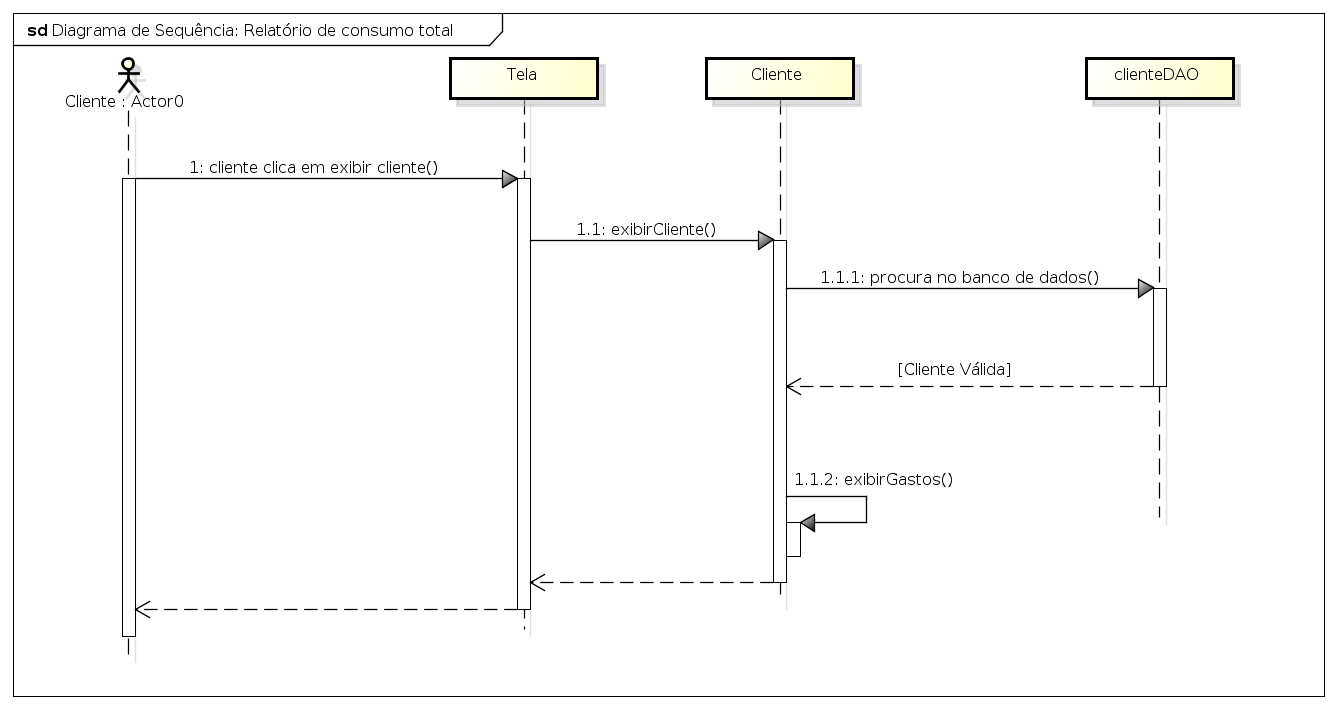 sd Diagrama de Sequência: Relatório de consumo total
Cliente : Actor0
Tela
Cliente
clienteDAO
1: cliente clica em exibir cliente()
1.1: exibirCliente()
1.1.1: procura no banco de dados()
[Cliente Válida]
1.1.2: exibirGastos()